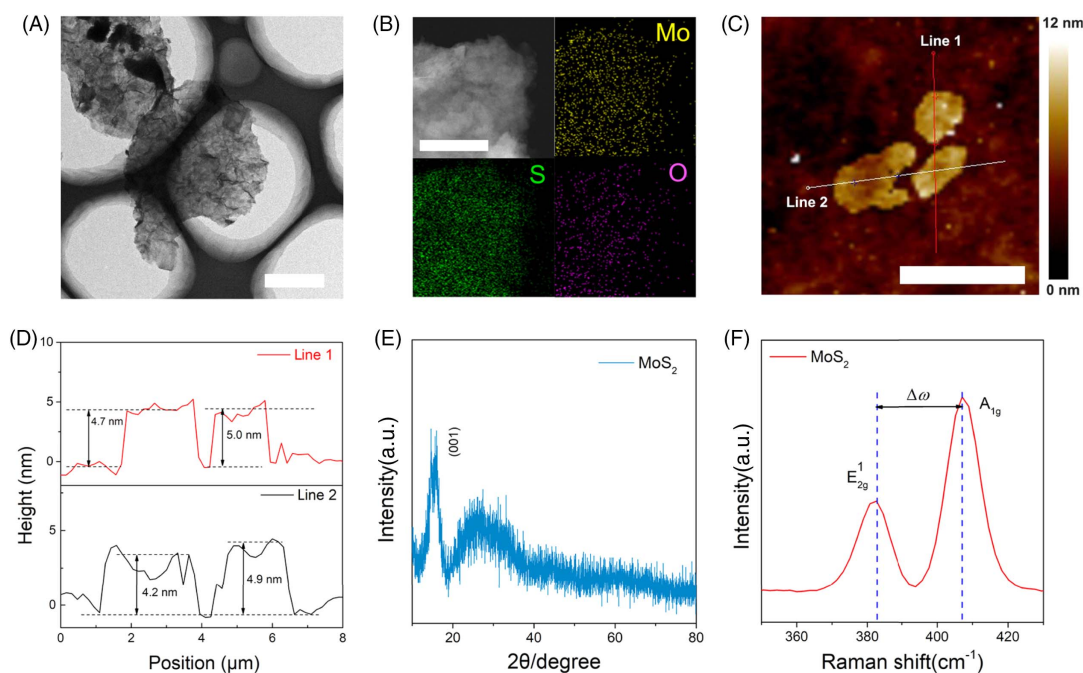 (A)
(B)
Mo
S
O
(C)
12 nm
Line 1
Line 2
0 nm
(D)
10
Line 1
5
4.7 nm
5.0 nm
0
Height (nm)
Line 2
5
4.2 nm
4.9 nm
0
0 2 4 6 8
Position (μm)
(E)
MoS₂
(001)
Intensity(a.u.)
20 40 60 80
2θ/degree
(F)
MoS₂
Δω
A₁g
E¹₂g
Intensity(a.u.)
360 380 400 420
Raman shift(cm⁻¹)